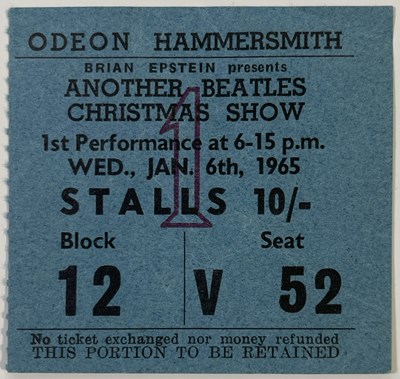 ODEON HAMMERSMITH
BRIAN EPSTEIN presents
ANOTHER BEATLES
CHRISTMAS SHOW
1
1st Performance at 6-15 p.m.
WED., JAN. 6th, 1965
STALLS 10/-
Block Seat
12 V 52
No ticket exchanged nor money refunded
THIS PORTION TO BE RETAINED